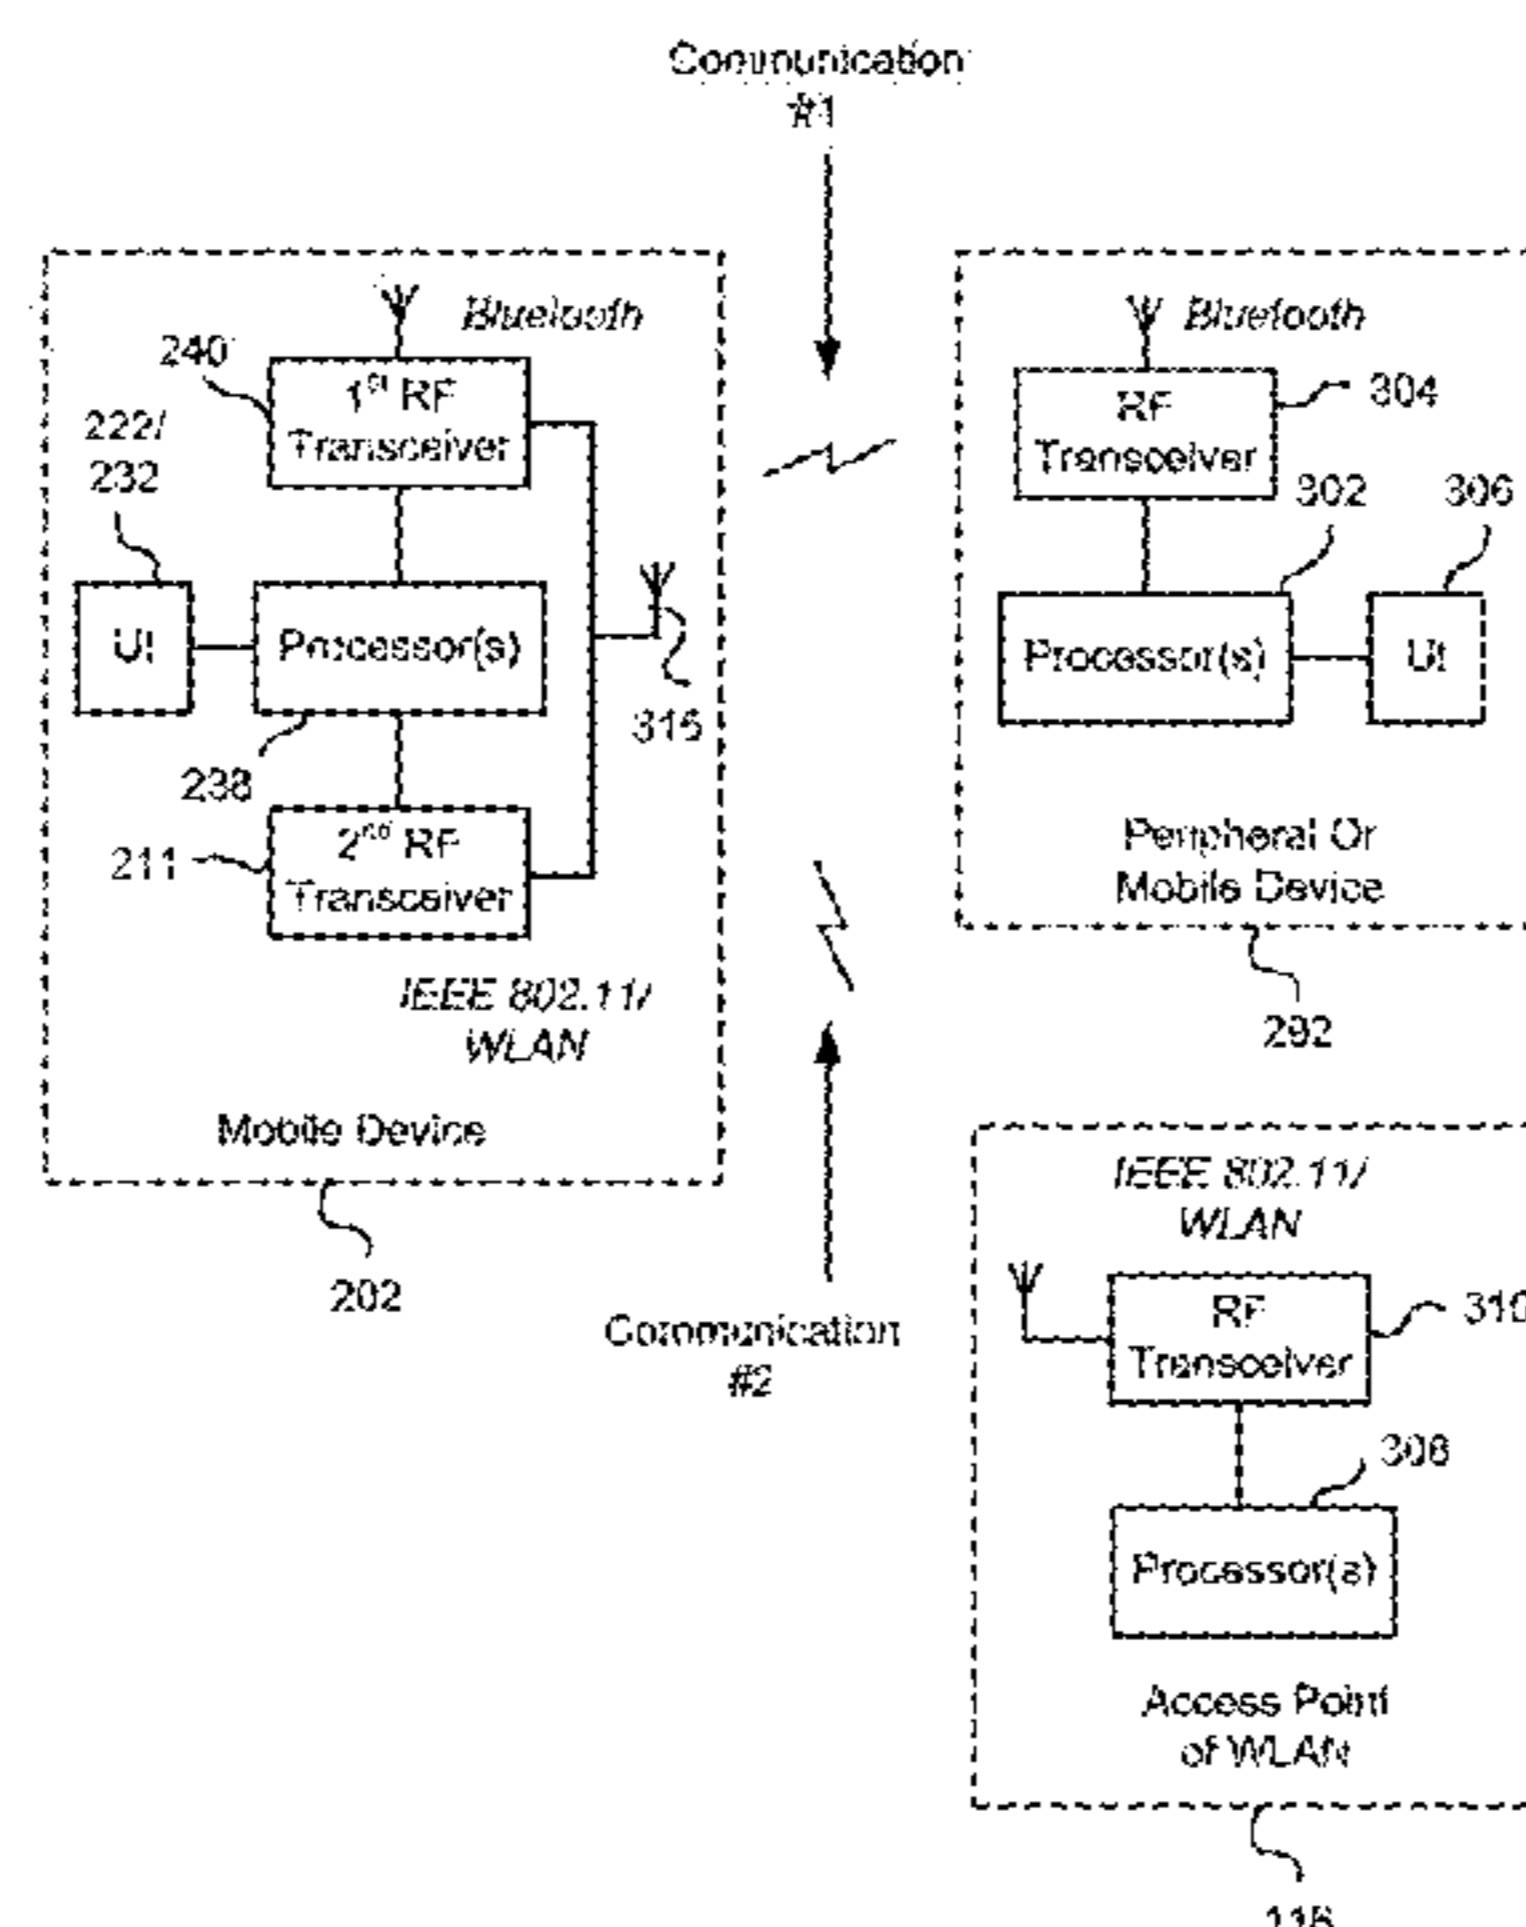 Communication
#1
Bluetooth
240
1st RF
Transceiver
222/
232
UI
Processor(s)
238
315
211
2nd RF
Transceiver
IEEE 802.11/
WLAN
Mobile Device
202
Communication
#2
Bluetooth
RF
Transceiver
304
302
306
Processor(s)
UI
Peripheral Or
Mobile Device
292
IEEE 802.11/
WLAN
RF
Transceiver
310
308
Processor(s)
Access Point
of WLAN